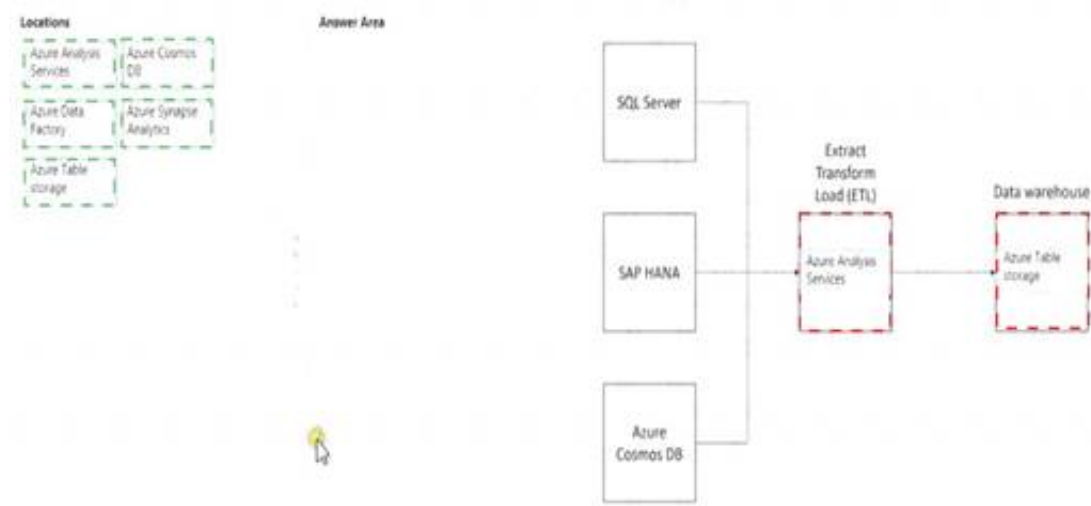 Locations
Answer Area
Azure Analysis
Services
Azure Cosmos
DB
Azure Data
Factory
Azure Synapse
Analytics
Azure Table
storage
SQL Server
SAP HANA
Azure
Cosmos DB
Extract
Transform
Load (ETL)
Azure Analysis
Services
Data warehouse
Azure Table
storage